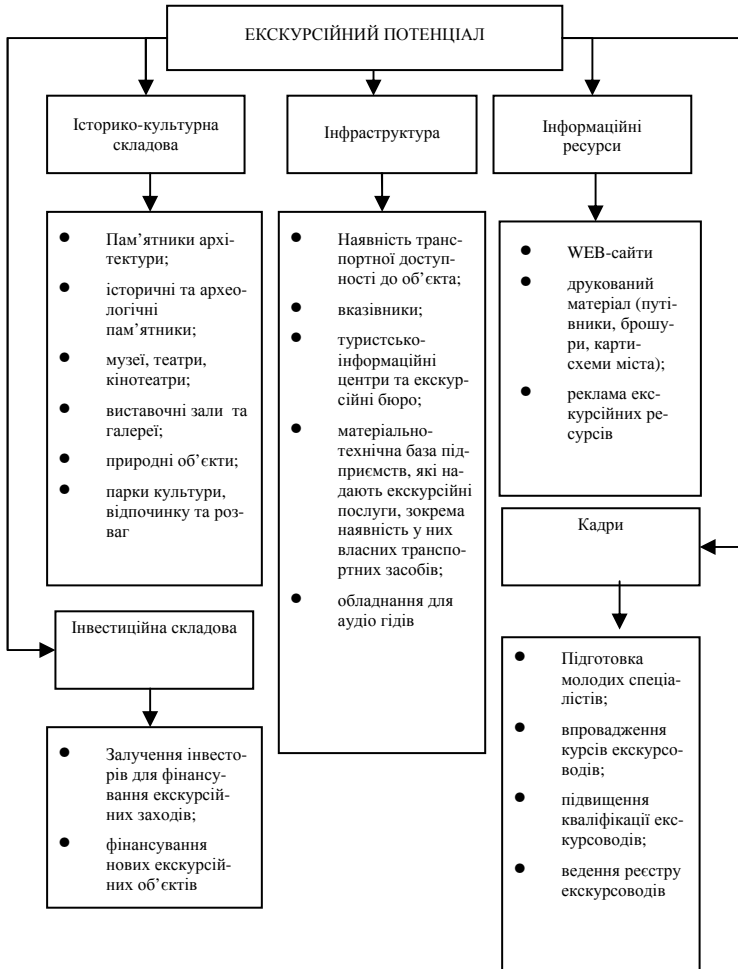 ЕКСКУРСІЙНИЙ ПОТЕНЦІАЛ
Історико-культурна
складова
Інфраструктура
Інформаційні
ресурси
● Пам’ятники архі-
тектури;
● історичні та архео-
логічні
пам’ятники;
● музеї, театри,
кінотеатри;
● виставочні зали та
галереї;
● природні об’єкти;
● парки культури,
відпочинку та роз-
ваг
● Наявність транс-
портної доступ-
ності до об’єкта;
● вказівники;
● туристсько-
інформаційні
центри та екскур-
сійні бюро;
● матеріально-
технічна база під-
приємств, які на-
дають екскурсійні
послуги, зокрема
наявність у них
власних транспо-
ртних засобів;
● обладнання для
аудіо гідів
● WEB-сайти
● друкований
матеріал (путі-
вники, брошу-
ри, карти-
схеми міста);
● реклама екс-
курсійних ре-
сурсів
Кадри
Інвестиційна складова
● Підготовка
молодих спеціа-
лістів;
● впровадження
курсів екскурсо-
водів;
● підвищення
кваліфікації екс-
курсоводів;
● ведення реєстру
екскурсоводів
● Залучення інвесто-
рів для фінансу-
вання екскурсій-
них заходів;
● фінансування
нових екскурсій-
них об’єктів